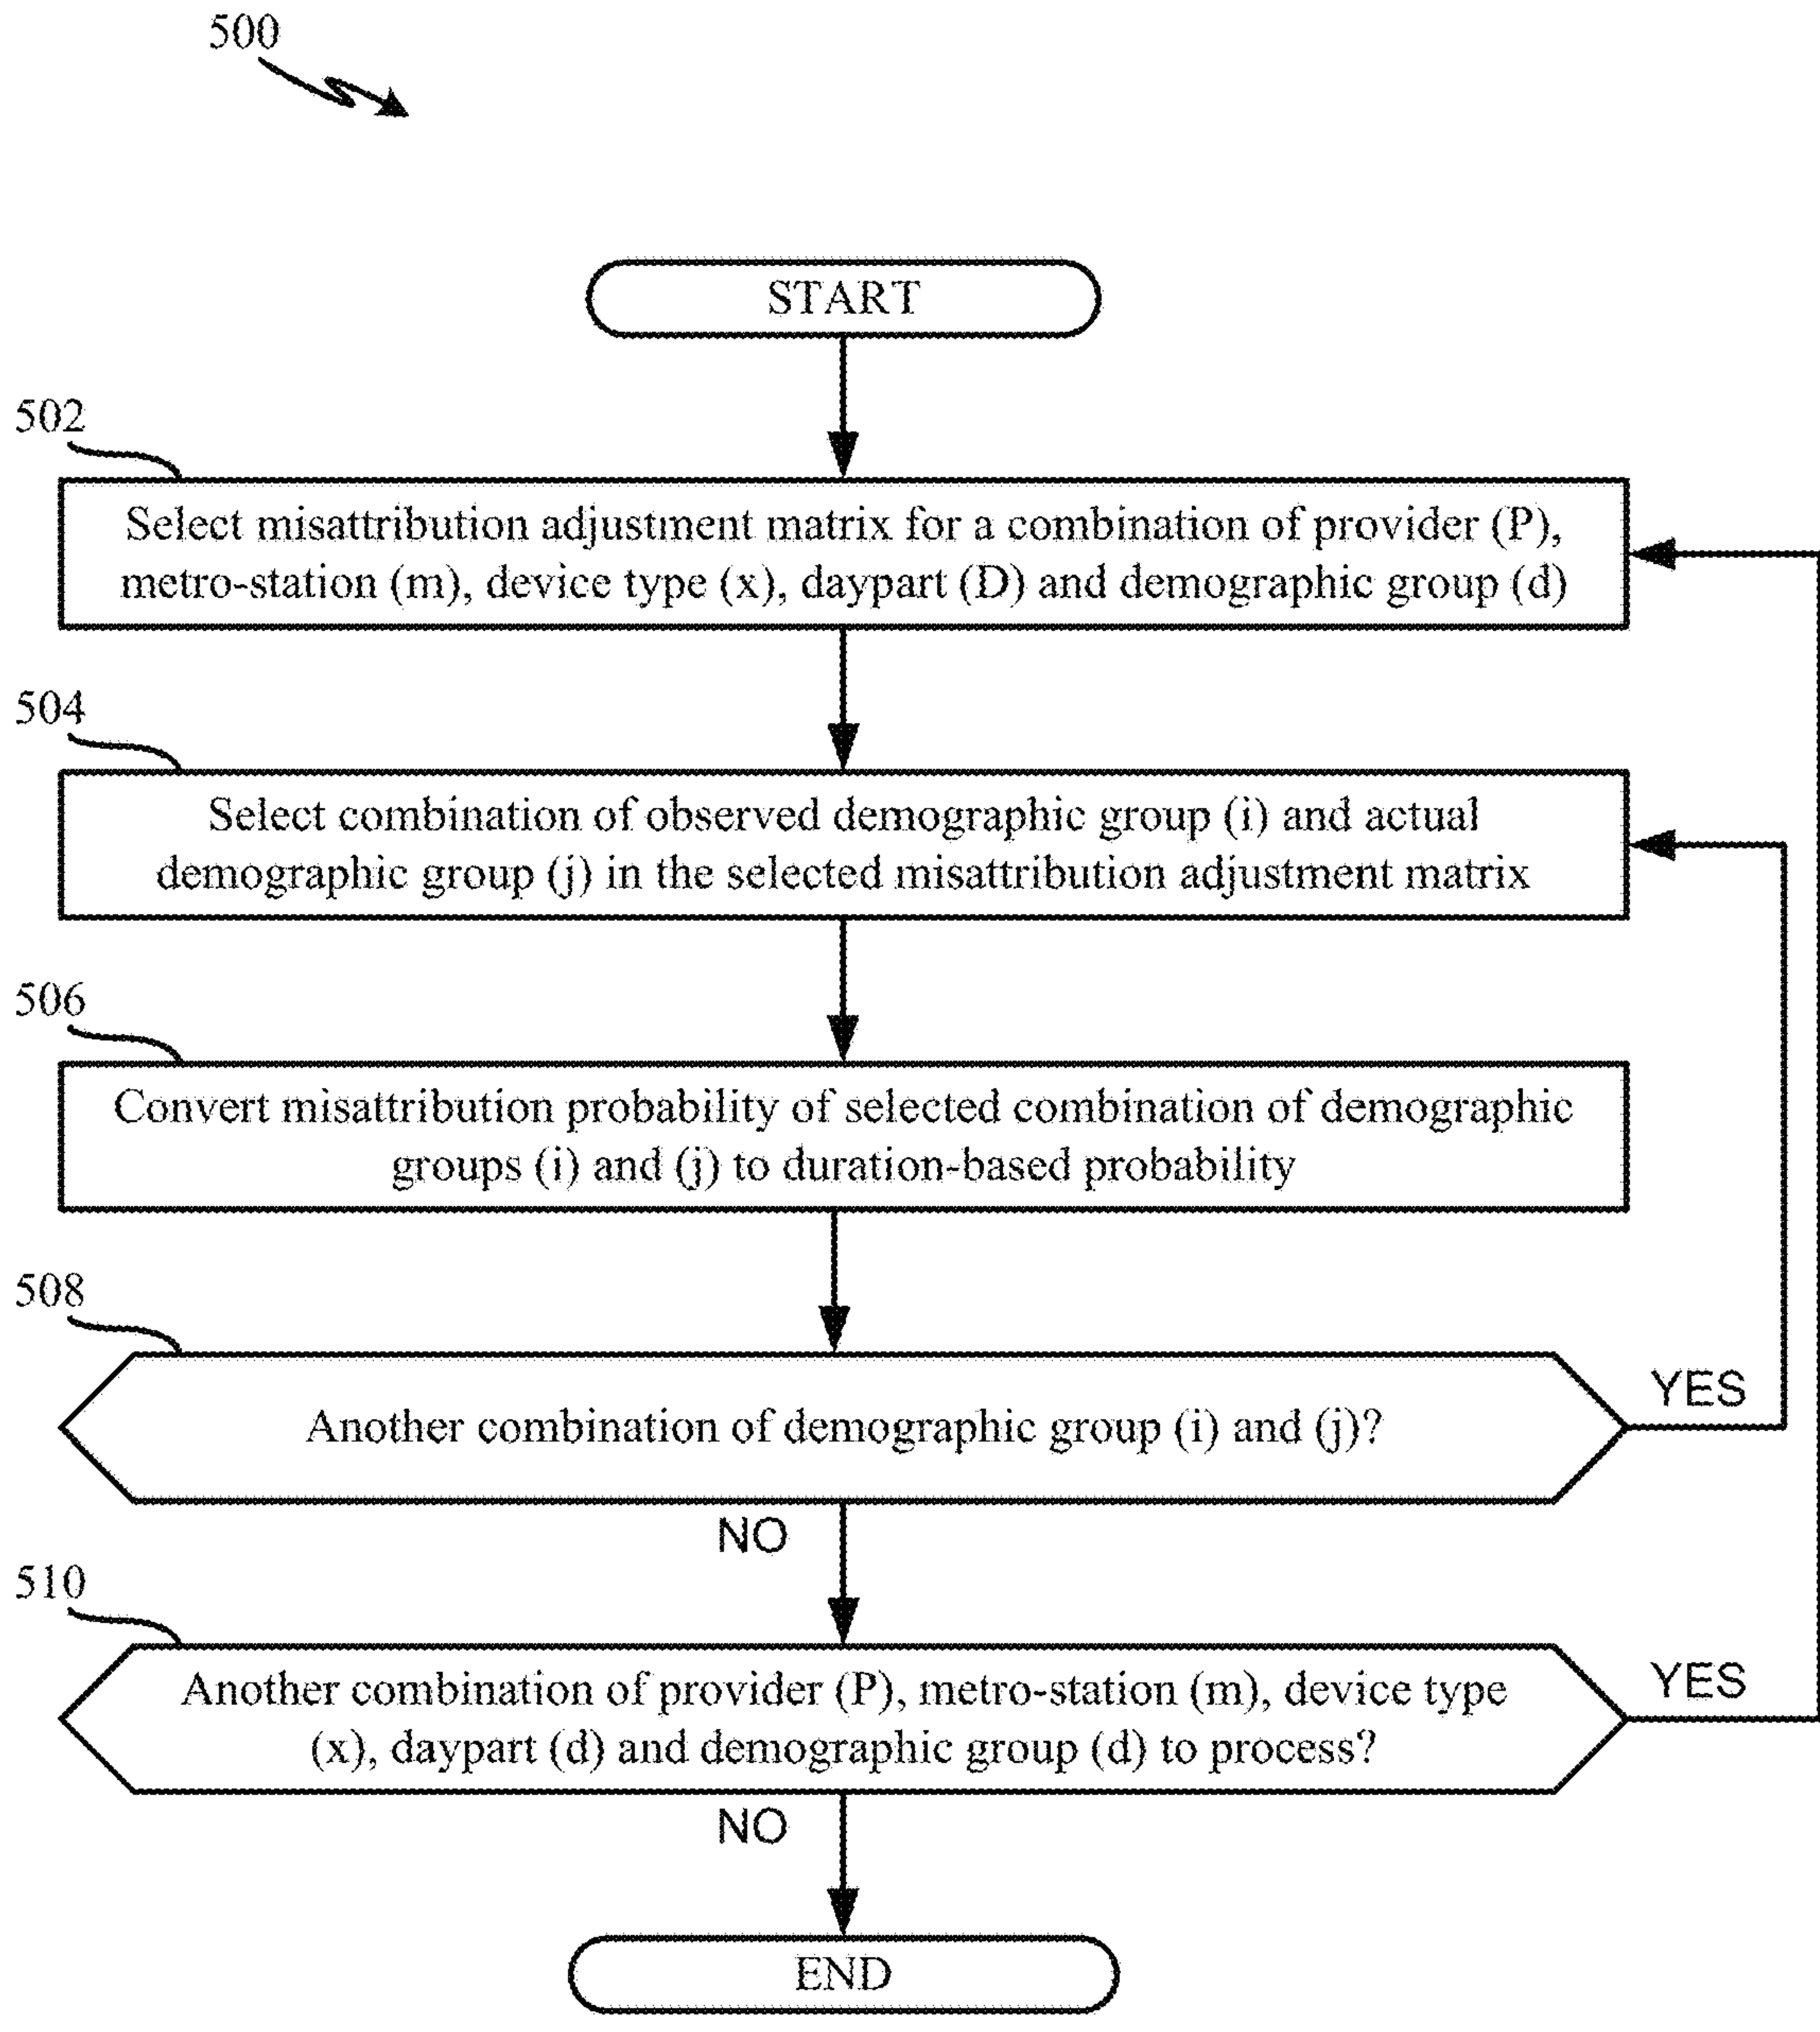 500
START
502
Select misattribution adjustment matrix for a combination of provider (P),
metro-station (m), device type (x), daypart (D) and demographic group (d)
504
Select combination of observed demographic group (i) and actual
demographic group (j) in the selected misattribution adjustment matrix
506
Convert misattribution probability of selected combination of demographic
groups (i) and (j) to duration-based probability
508
Another combination of demographic group (i) and (j)?
YES
NO
510
Another combination of provider (P), metro-station (m), device type
(x), daypart (d) and demographic group (d) to process?
YES
NO
END